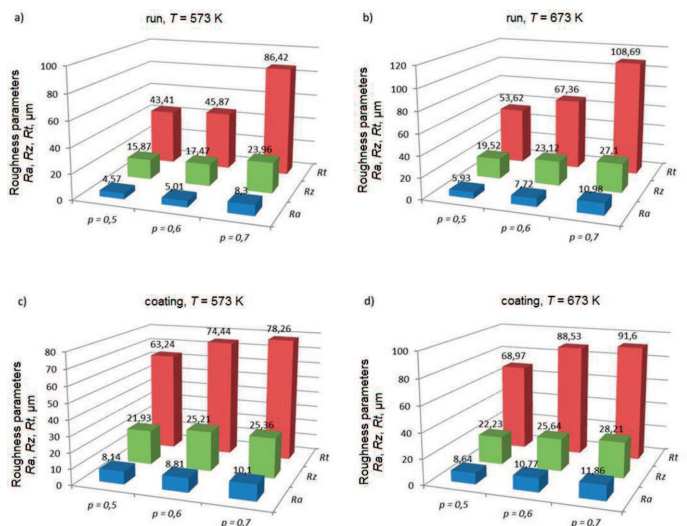 a)
run, T = 573 K
Roughness parameters
Ra, Rz, Rt, µm
100
80
60
40
20
0
43,41
45,87
86,42
15,87
17,47
23,96
4,57
5,01
8,3
p = 0,5
p = 0,6
p = 0,7
Ra
Rz
Rt
b)
run, T = 673 K
Roughness parameters
Ra, Rz, Rt, µm
120
100
80
60
40
20
0
53,62
67,36
108,69
19,52
23,12
27,1
5,93
7,72
10,98
p = 0,5
p = 0,6
p = 0,7
Ra
Rz
Rt
c)
coating, T = 573 K
Roughness parameters
Ra, Rz, Rt, µm
80
70
60
50
40
30
20
10
0
63,24
74,44
78,26
21,93
25,21
25,36
8,14
8,81
10,1
p = 0,5
p = 0,6
p = 0,7
Ra
Rz
Rt
d)
coating, T = 673 K
Roughness parameters
Ra, Rz, Rt, µm
100
80
60
40
20
0
68,97
88,53
91,6
22,23
25,64
28,21
8,64
10,77
11,86
p = 0,5
p = 0,6
p = 0,7
Ra
Rz
Rt